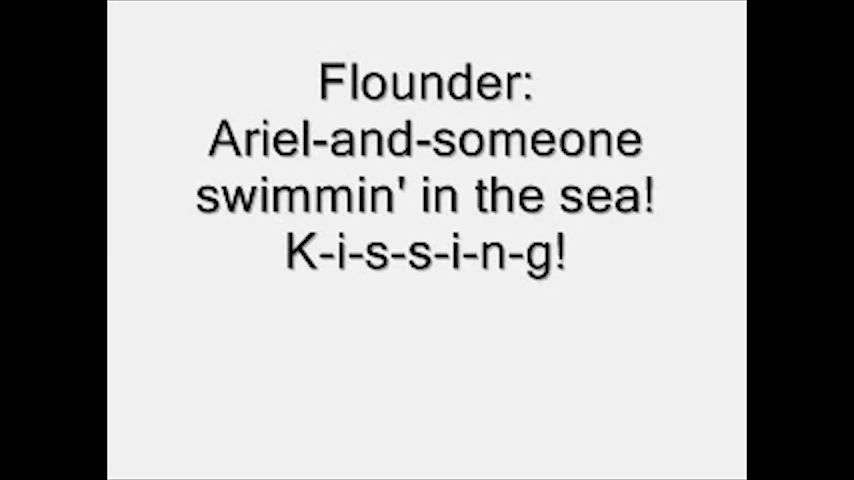 Flounder:
Ariel-and-someone
swimmin' in the sea!
K-i-s-s-i-n-g!